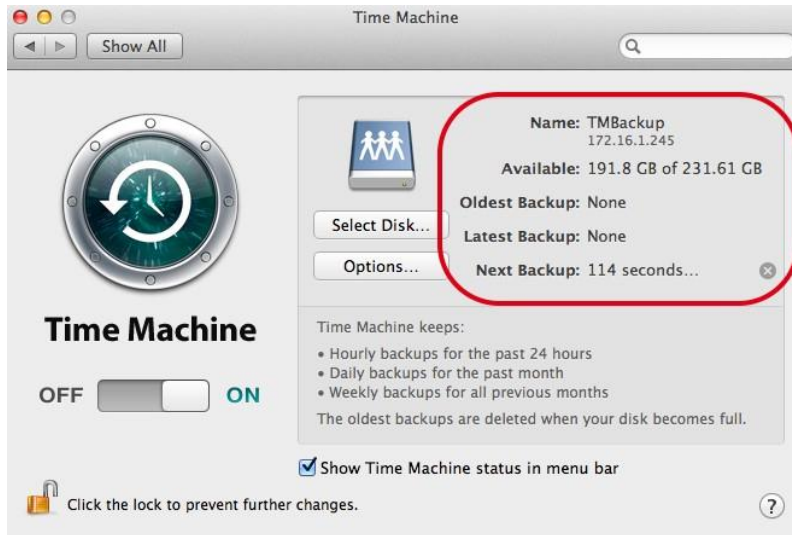 Time Machine
Show All
Name: TMBackup
172.16.1.245
Available: 191.8 GB of 231.61 GB
Oldest Backup: None
Select Disk...
Latest Backup: None
Options...
Next Backup: 114 seconds...
Time Machine
OFF ON
Time Machine keeps:
• Hourly backups for the past 24 hours
• Daily backups for the past month
• Weekly backups for all previous months
The oldest backups are deleted when your disk becomes full.
Show Time Machine status in menu bar
Click the lock to prevent further changes.
?